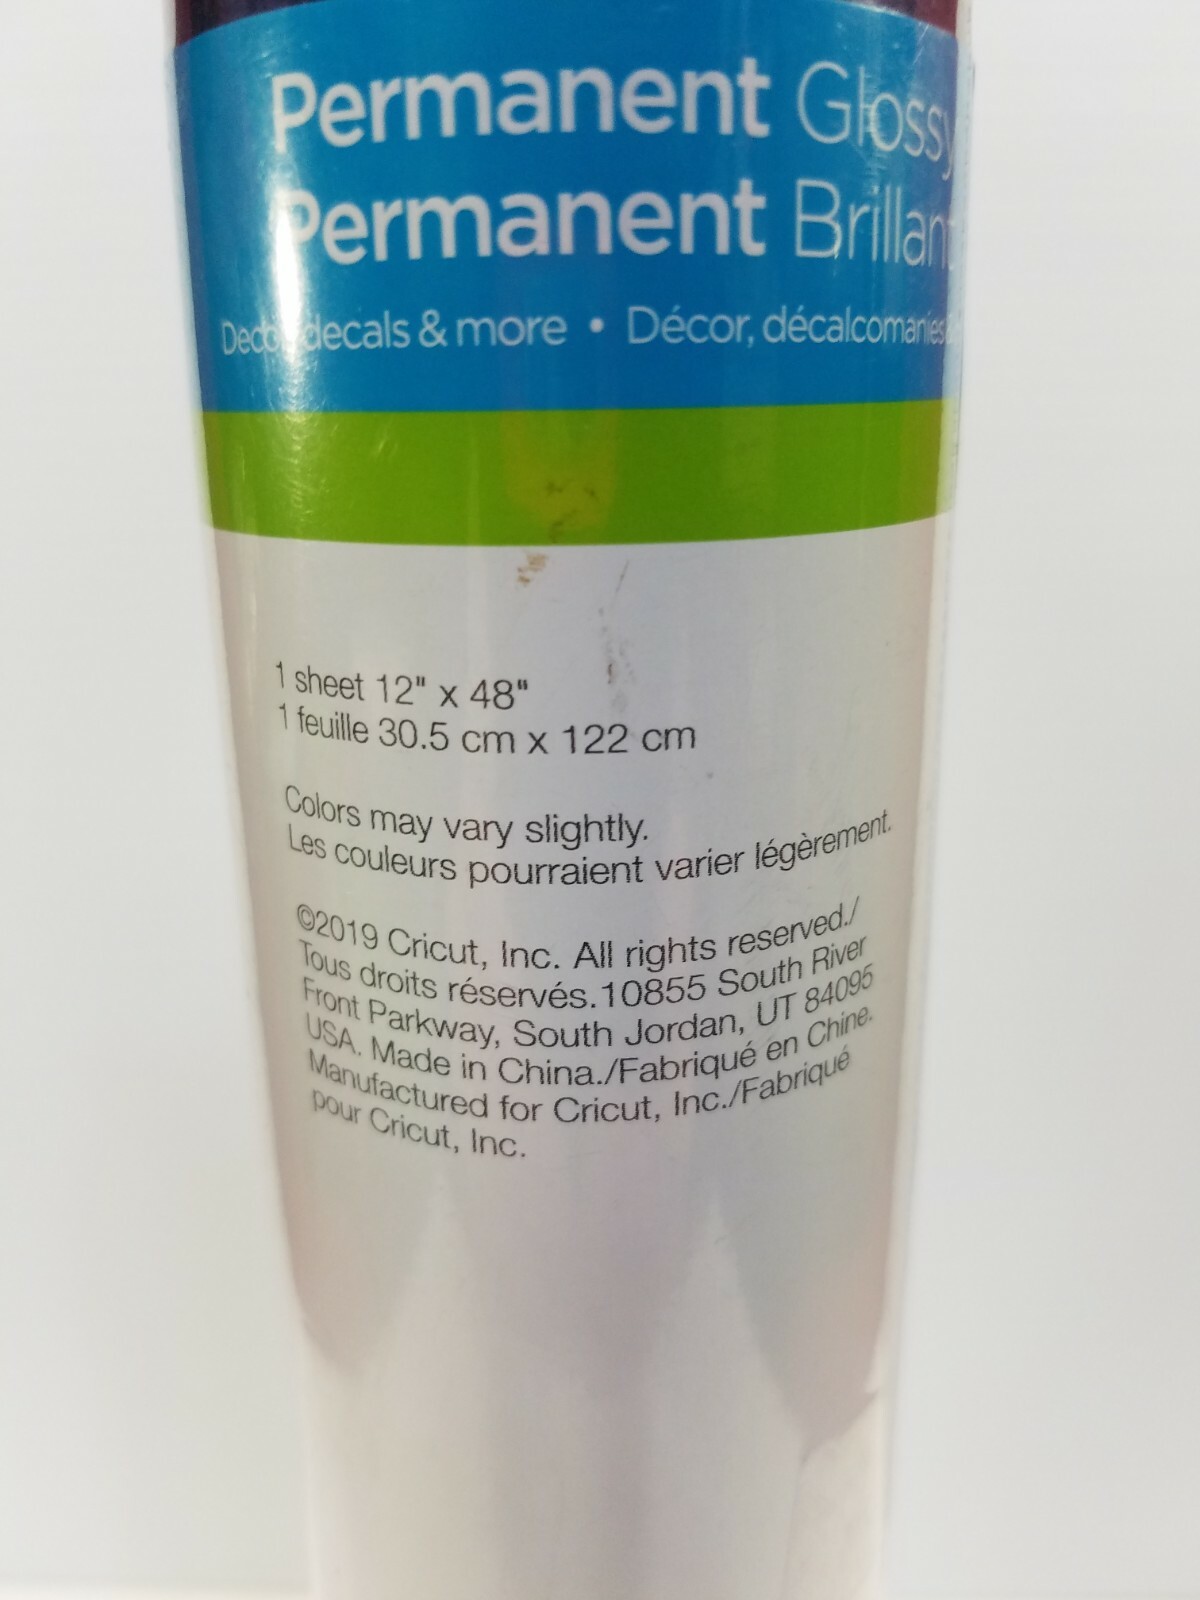 Permanent Glossy
Permanent Brillant
Decor, decals & more • Décor, décalcomanies &
1 sheet 12" x 48"
1 feuille 30.5 cm x 122 cm
Colors may vary slightly.
Les couleurs pourraient varier légèrement.
©2019 Cricut, Inc. All rights reserved./
Tous droits réservés.10855 South River
Front Parkway, South Jordan, UT 84095
USA. Made in China./Fabriqué en Chine.
Manufactured for Cricut, Inc./Fabriqué
pour Cricut, Inc.